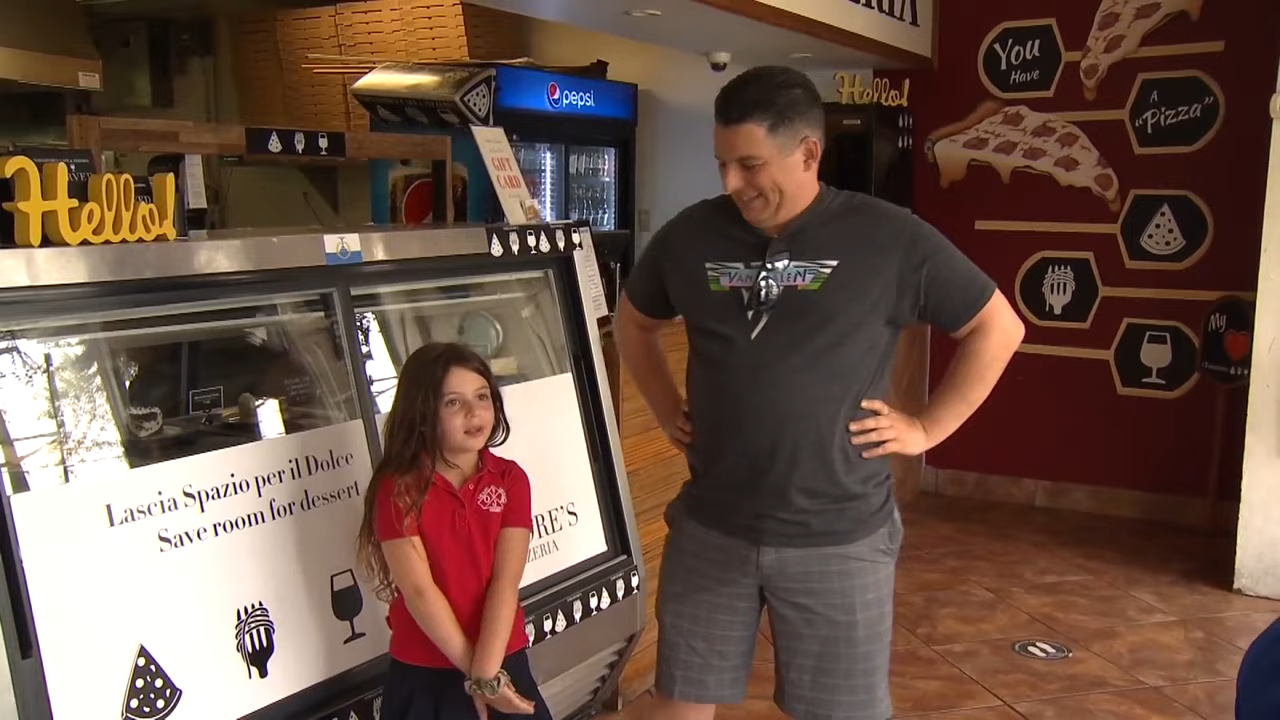 Hello!
pepsi
GIFT
CARD
Hello!
You
Have
A
"Pizza"
My
VAN HALEN
Lascia Spazio per il Dolce
Save room for dessert
ORE'S
ZERIA